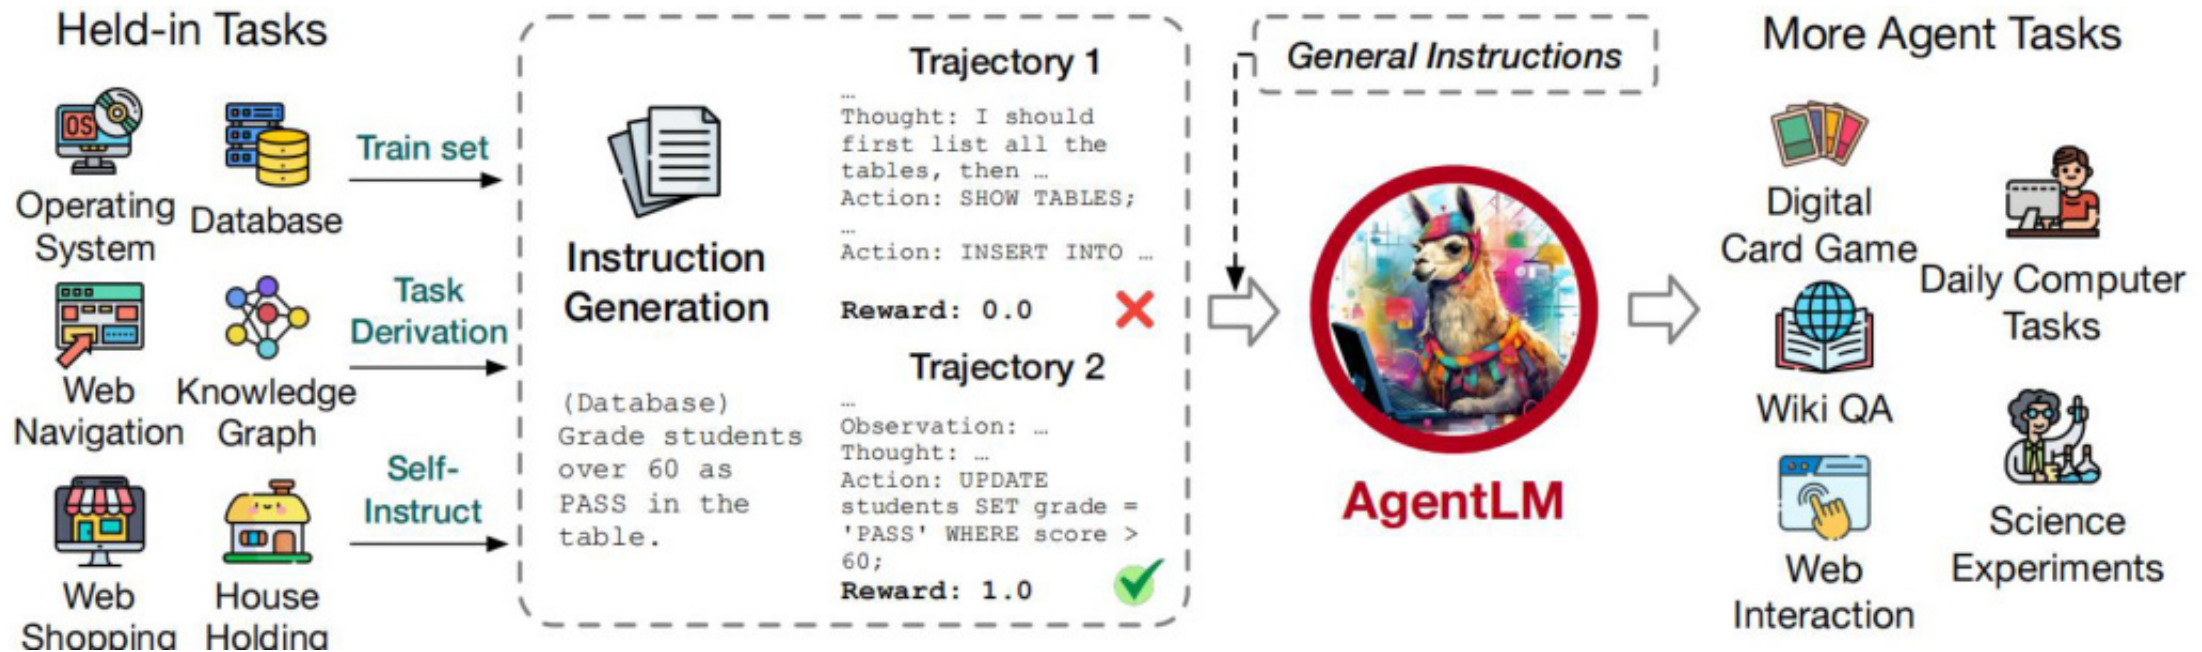 Held-in Tasks
OS
Operating
System
Database
Web
Navigation
Knowledge
Graph
Web
Shopping
House
Holding
Train set
Task
Derivation
Self-
Instruct
Instruction
Generation
(Database)
Grade students
over 60 as
PASS in the
table.
Trajectory 1
…
Thought: I should
first list all the
tables, then …
Action: SHOW TABLES;
…
Action: INSERT INTO …
Reward: 0.0
Trajectory 2
…
Observation: …
Thought: …
Action: UPDATE
students SET grade =
'PASS' WHERE score >
60;
Reward: 1.0
General Instructions
AgentLM
More Agent Tasks
Digital
Card Game
Daily Computer
Tasks
Wiki QA
Science
Experiments
Web
Interaction